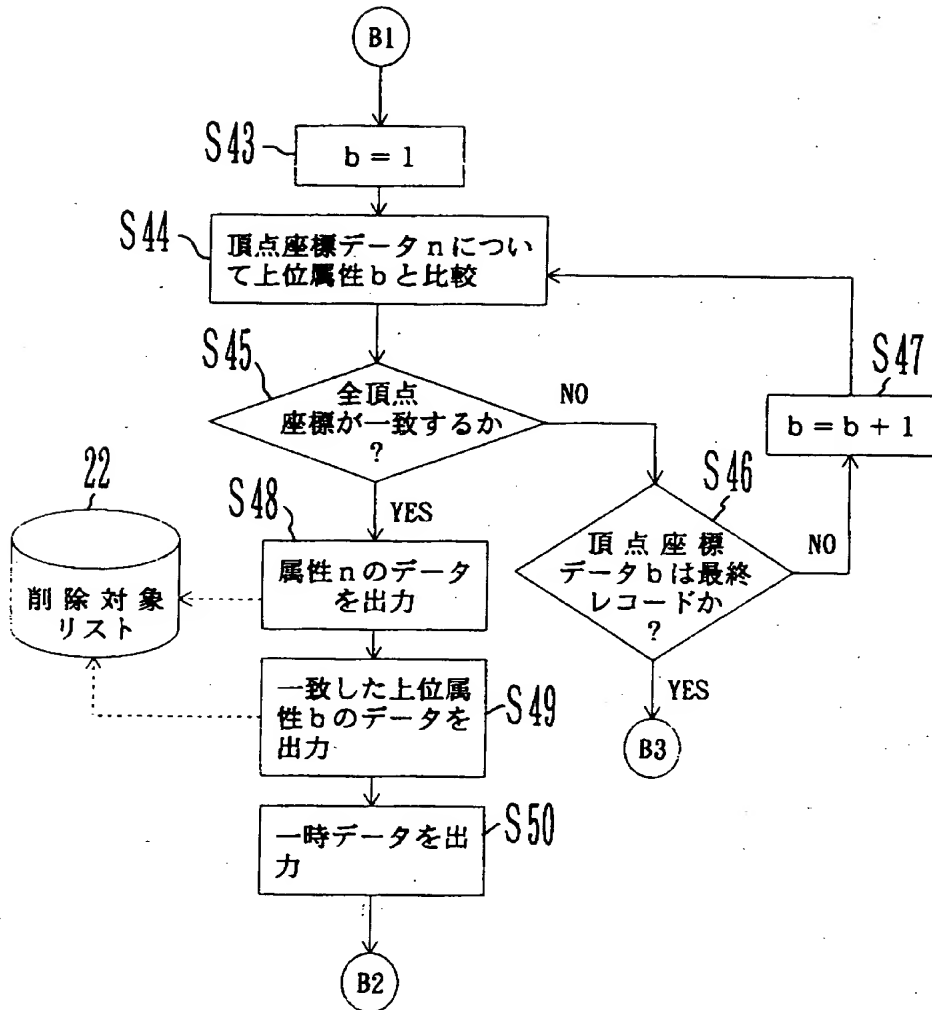 B1
S43
b=1
S44
頂点座標データnについ
て上位属性bと比較
S45
全頂点
座標が一致するか
?
NO
S47
b=b+1
YES
S46
頂点座標
データbは最終
レコードか
?
NO
YES
B3
22
削除対象
リスト
S48
属性nのデータ
を出力
S49
一致した上位属
性bのデータを
出力
S50
一時データを出
力
B2